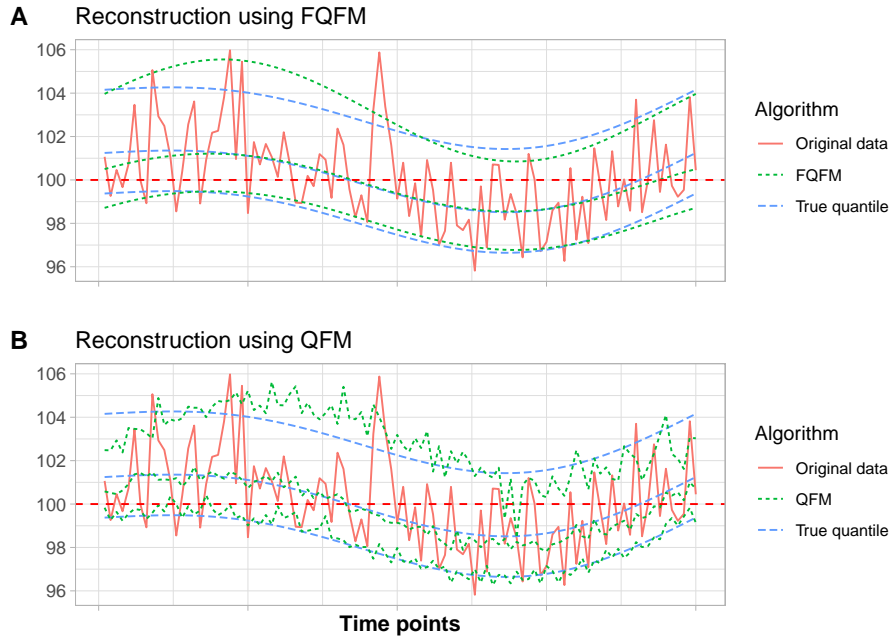 A
Reconstruction using FQFM
106
104
102
100
98
96
Algorithm
Original data
FQFM
True quantile
B
Reconstruction using QFM
106
104
102
100
98
96
Algorithm
Original data
QFM
True quantile
Time points